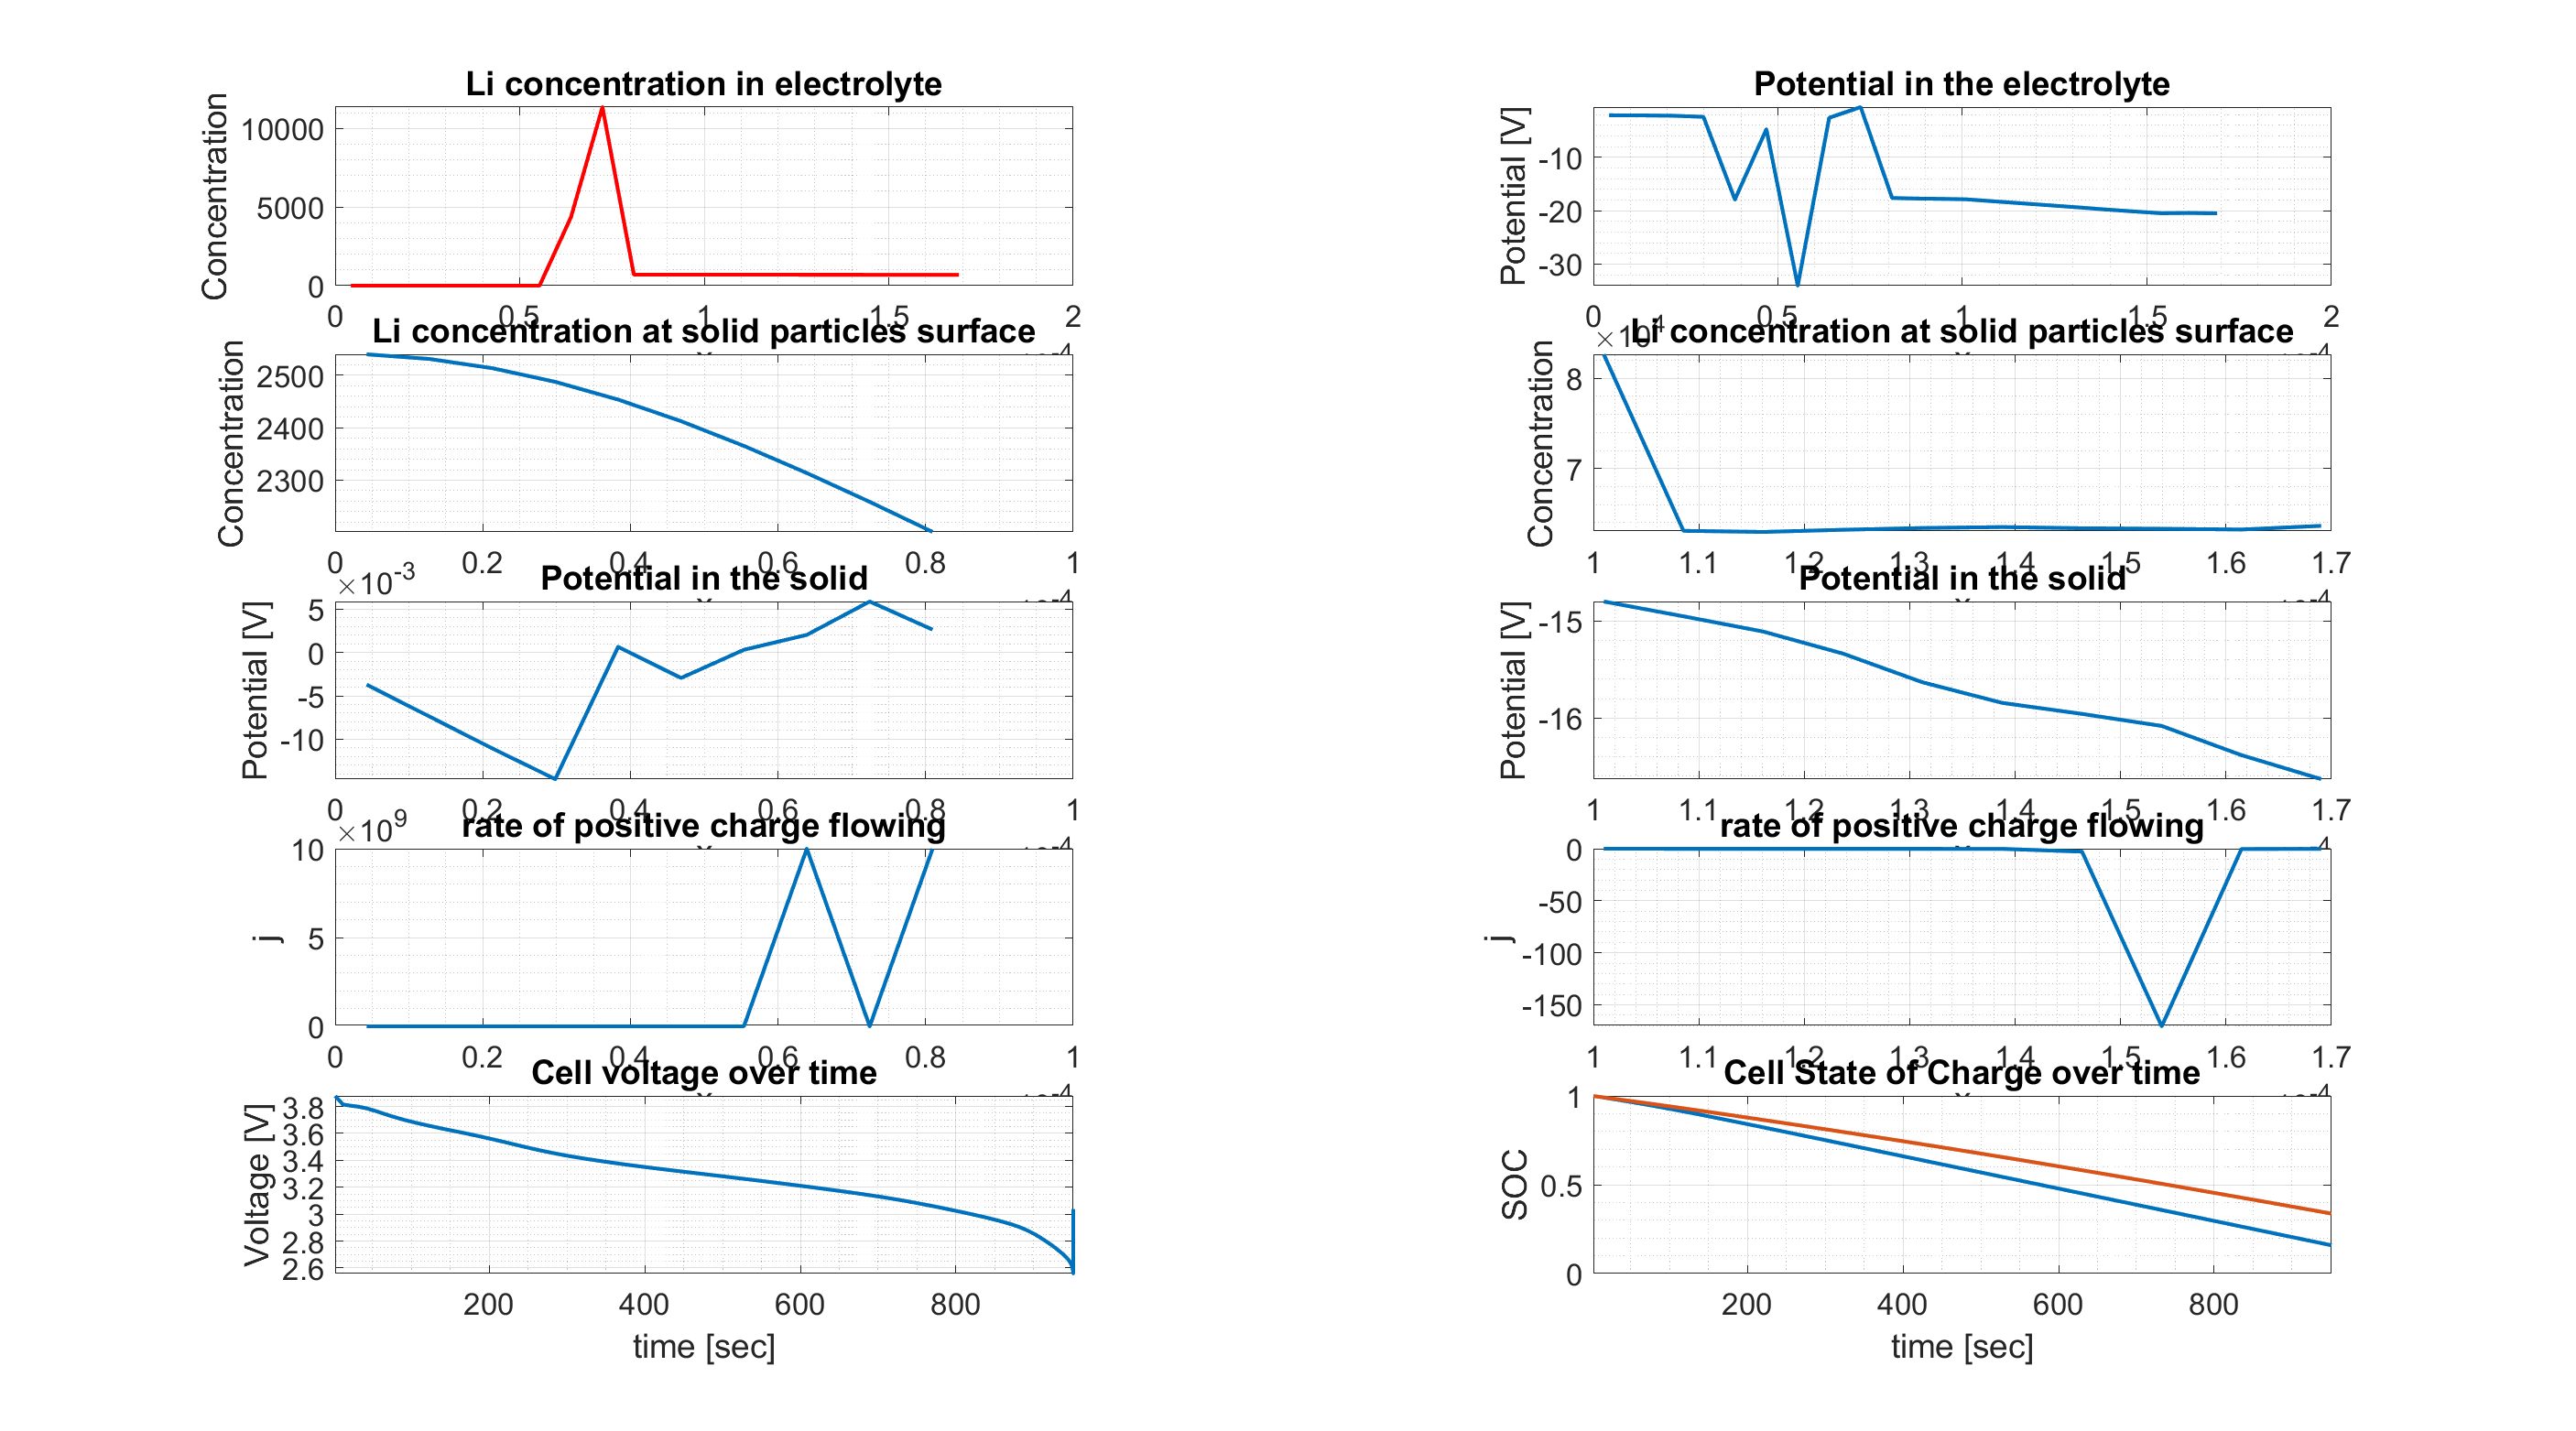 Li concentration in electrolyte
Concentration
10000
5000
0
0 0.5 1 1.5 2
Potential in the electrolyte
Potential [V]
-10
-20
-30
0 0.5 1 1.5 2
Li concentration at solid particles surface
Concentration
2500
2400
2300
0 0.2 0.4 0.6 0.8 1
Li concentration at solid particles surface
×10⁴
Concentration
8
7
1 1.1 1.2 1.3 1.4 1.5 1.6 1.7
Potential in the solid
×10⁻³
Potential [V]
5
0
-5
-10
0 0.2 0.4 0.6 0.8 1
Potential in the solid
Potential [V]
-15
-16
1 1.1 1.2 1.3 1.4 1.5 1.6 1.7
rate of positive charge flowing
×10⁹
j
10
5
0
0 0.2 0.4 0.6 0.8 1
rate of positive charge flowing
j
0
-50
-100
-150
1 1.1 1.2 1.3 1.4 1.5 1.6 1.7
Cell voltage over time
Voltage [V]
3.8
3.6
3.4
3.2
3
2.8
2.6
200 400 600 800
time [sec]
Cell State of Charge over time
SOC
1
0.5
0
200 400 600 800
time [sec]